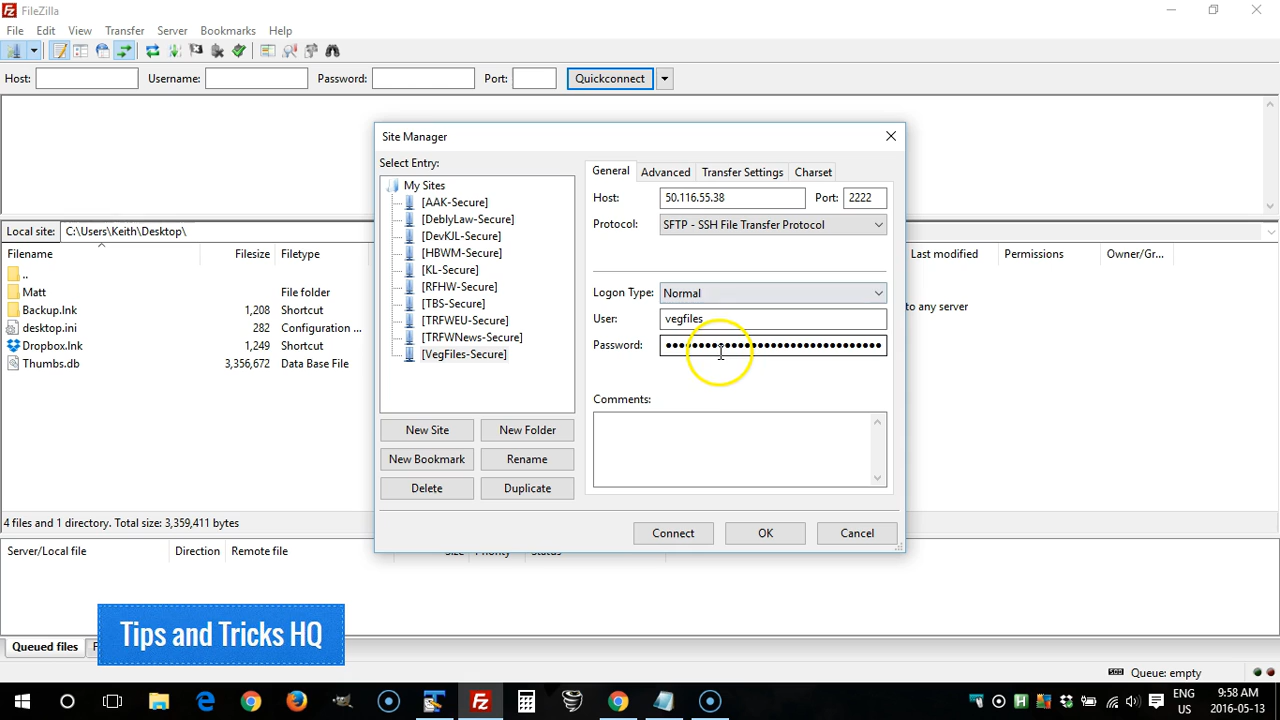 FileZilla
File Edit View Transfer Server Bookmarks Help
Host: Username: Password: Port: Quickconnect
Site Manager
Select Entry:
My Sites
[AAK-Secure]
[DeblyLaw-Secure]
[DevKJL-Secure]
[HBWM-Secure]
[KL-Secure]
[RFHW-Secure]
[TBS-Secure]
[TRFWEU-Secure]
[TRFWNews-Secure]
[VegFiles-Secure]
New Site New Folder
New Bookmark Rename
Delete Duplicate
General Advanced Transfer Settings Charset
Host: 50.116.55.38 Port: 2222
Protocol: SFTP - SSH File Transfer Protocol
Logon Type: Normal
User: vegfiles
Password: ●●●●●●●●●●●●●●●●●●●●●●●●●●●●●●●●●
Comments:
Connect OK Cancel
Local site: C:\Users\Keith\Desktop\
Filename Filesize Filetype
..
Matt File folder
Backup.lnk 1,208 Shortcut
desktop.ini 282 Configuration ...
Dropbox.lnk 1,249 Shortcut
Thumbs.db 3,356,672 Data Base File
4 files and 1 directory. Total size: 3,359,411 bytes
Last modified Permissions Owner/Gr...
to any server
Server/Local file Direction Remote file Size Priority Status
Queued files
Tips and Tricks HQ
Queue: empty
ENG
US
9:58 AM
2016-05-13